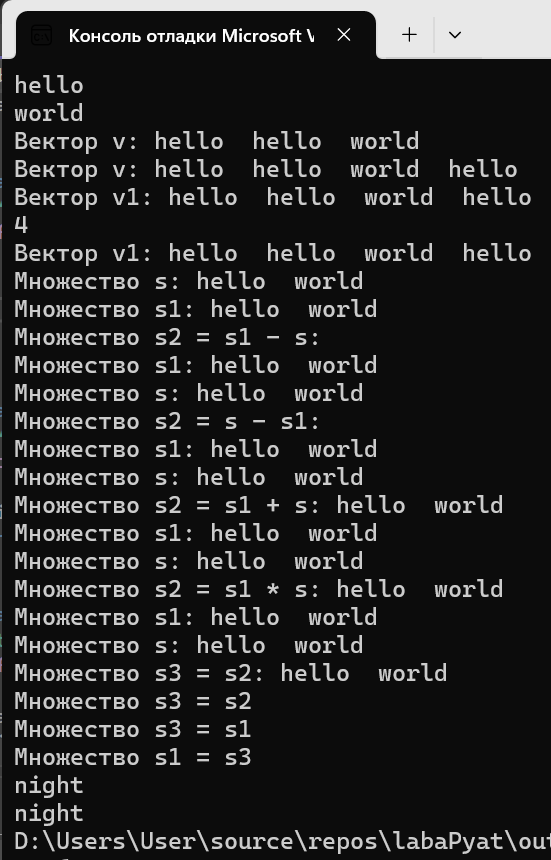 Консоль отладки Microsoft V
hello
world
Вектор v: hello  hello  world
Вектор v: hello  hello  world  hello
Вектор v1: hello  hello  world  hello
4
Вектор v1: hello  hello  world  hello
Множество s: hello  world
Множество s1: hello  world
Множество s2 = s1 - s:
Множество s1: hello  world
Множество s: hello  world
Множество s2 = s - s1:
Множество s1: hello  world
Множество s: hello  world
Множество s2 = s1 + s: hello  world
Множество s1: hello  world
Множество s: hello  world
Множество s2 = s1 * s: hello  world
Множество s1: hello  world
Множество s: hello  world
Множество s3 = s2: hello  world
Множество s3 = s2
Множество s3 = s1
Множество s1 = s3
night
night
D:\Users\User\source\repos\labaPyat\out